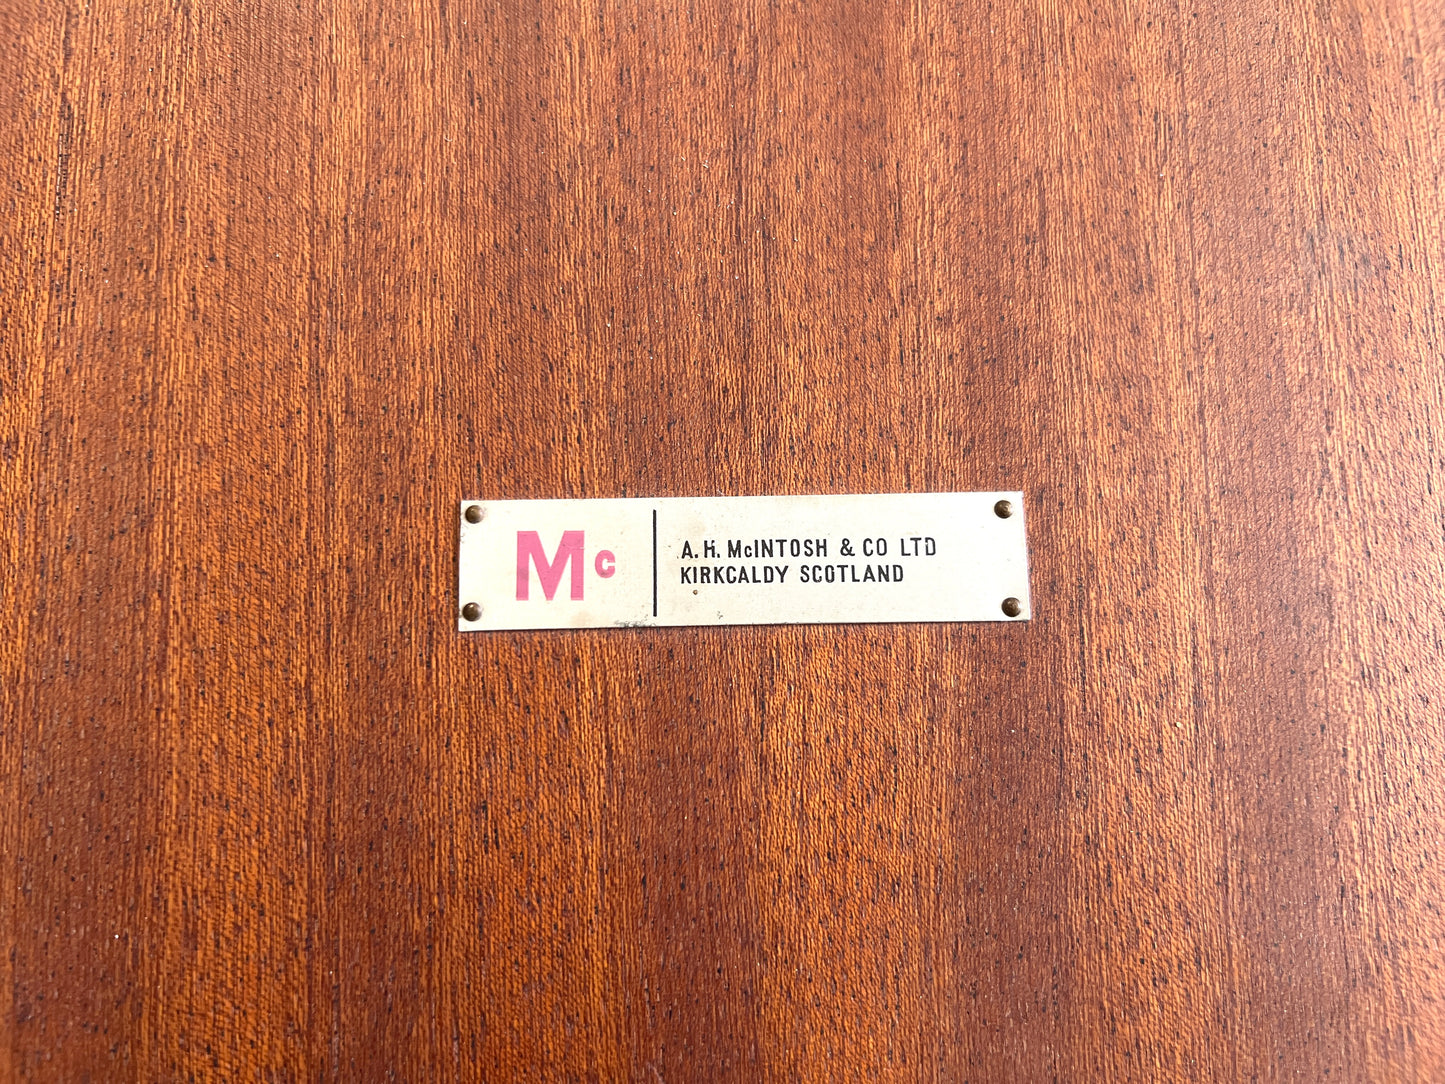 Mc
A. H. McINTOSH & CO LTD
KIRKCALDY SCOTLAND